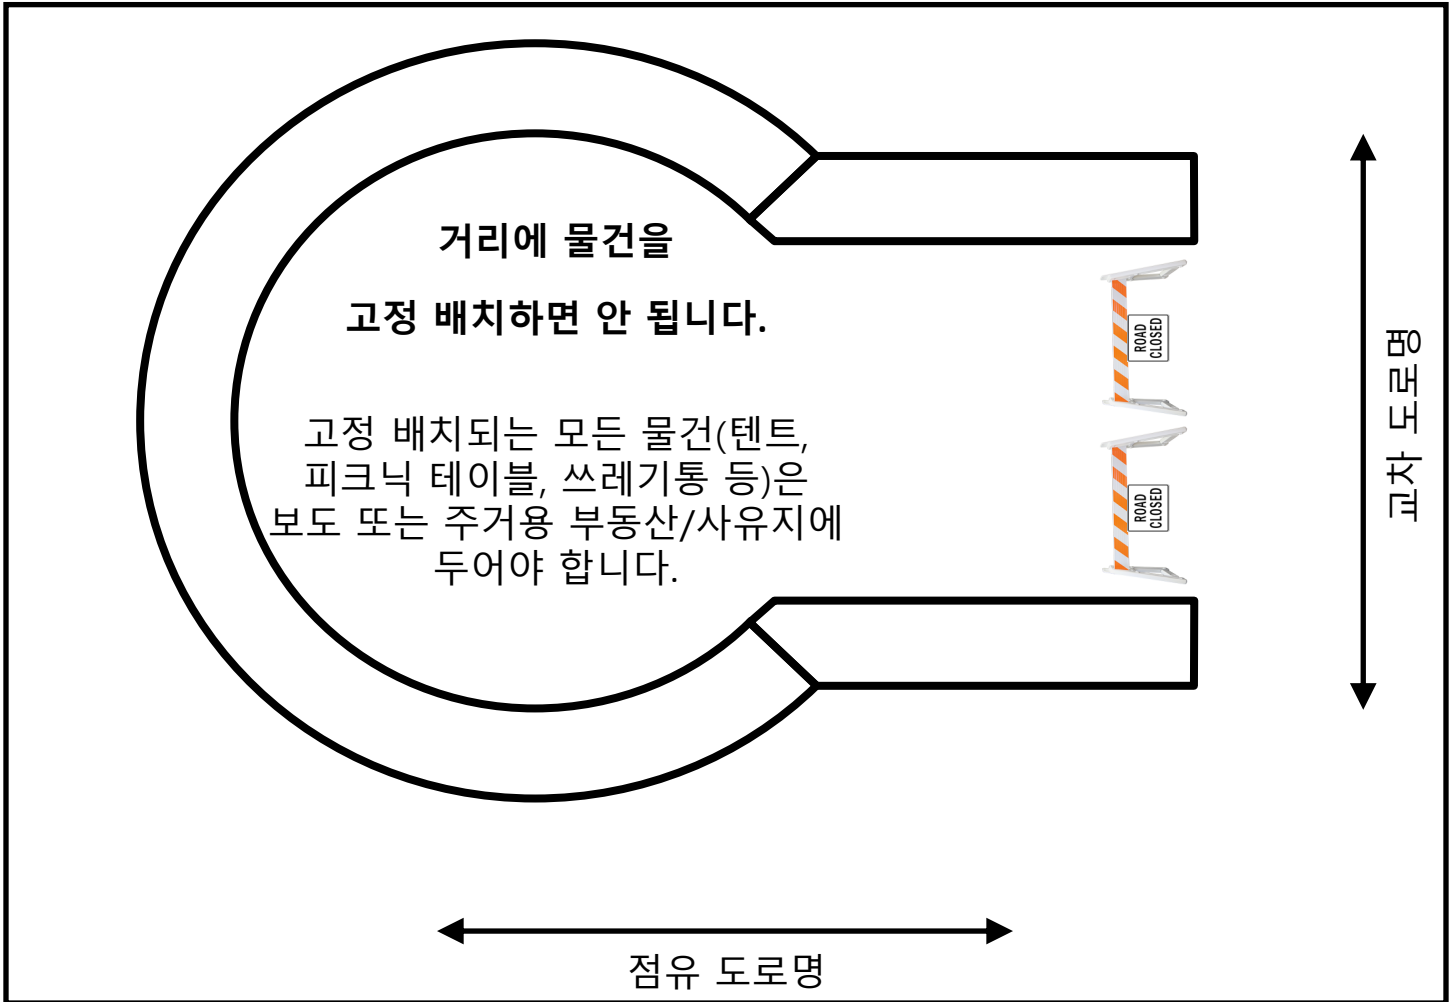 거리에 물건을
고정 배치하면 안 됩니다.
고정 배치되는 모든 물건(텐트,
피크닉 테이블, 쓰레기통 등)은
보도 또는 주거용 부동산/사유지에
두어야 합니다.
ROAD
CLOSED
ROAD
CLOSED
교차 도로명
점유 도로명